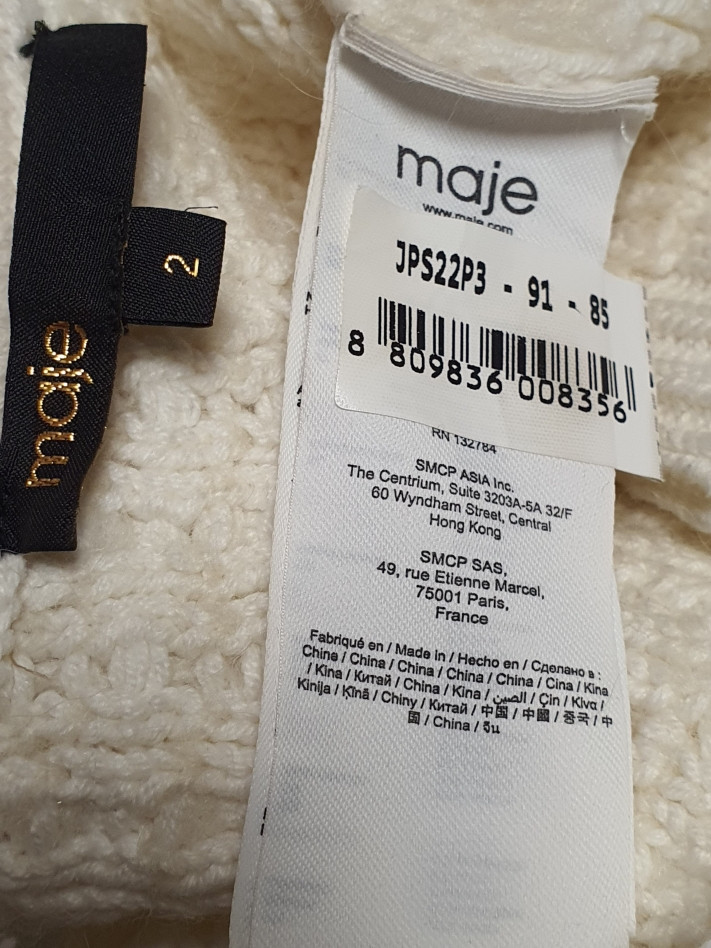 maje
2
maje
www.maje.com
JPS22P3 - 91 - 85
8 809836 008356
RN 132784
SMCP ASIA Inc.
The Centrium, Suite 3203A-5A 32/F
60 Wyndham Street, Central
Hong Kong
SMCP SAS,
49, rue Etienne Marcel,
75001 Paris,
France
Fabriqué en / Made in / Hecho en / Сделано в :
Chine / China / China / China / China / Cina / Kina
/ Kina / Китай / China / Kina / الصين / Çin / Κίνα /
Kinija / Ķīnā / Chiny / Китай / 中国 / 中國 / 중국 / 中
国 / China / จีน